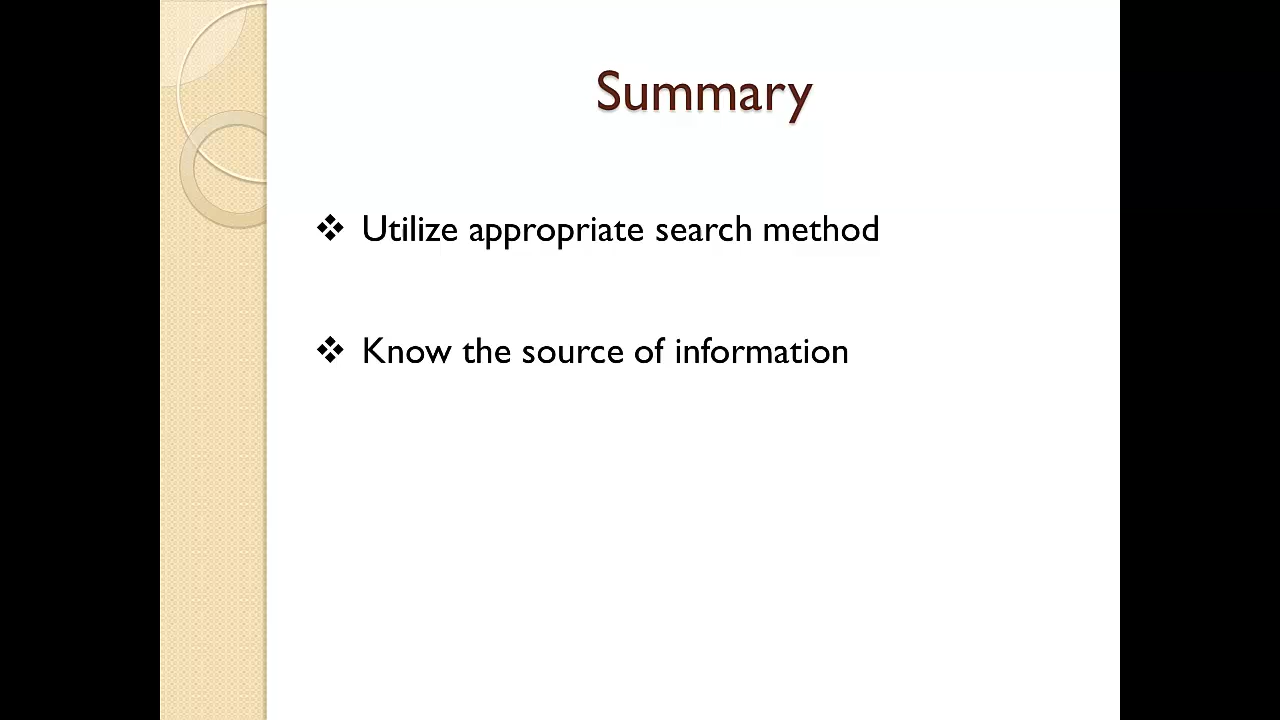 Summary
❖ Utilize appropriate search method
❖ Know the source of information